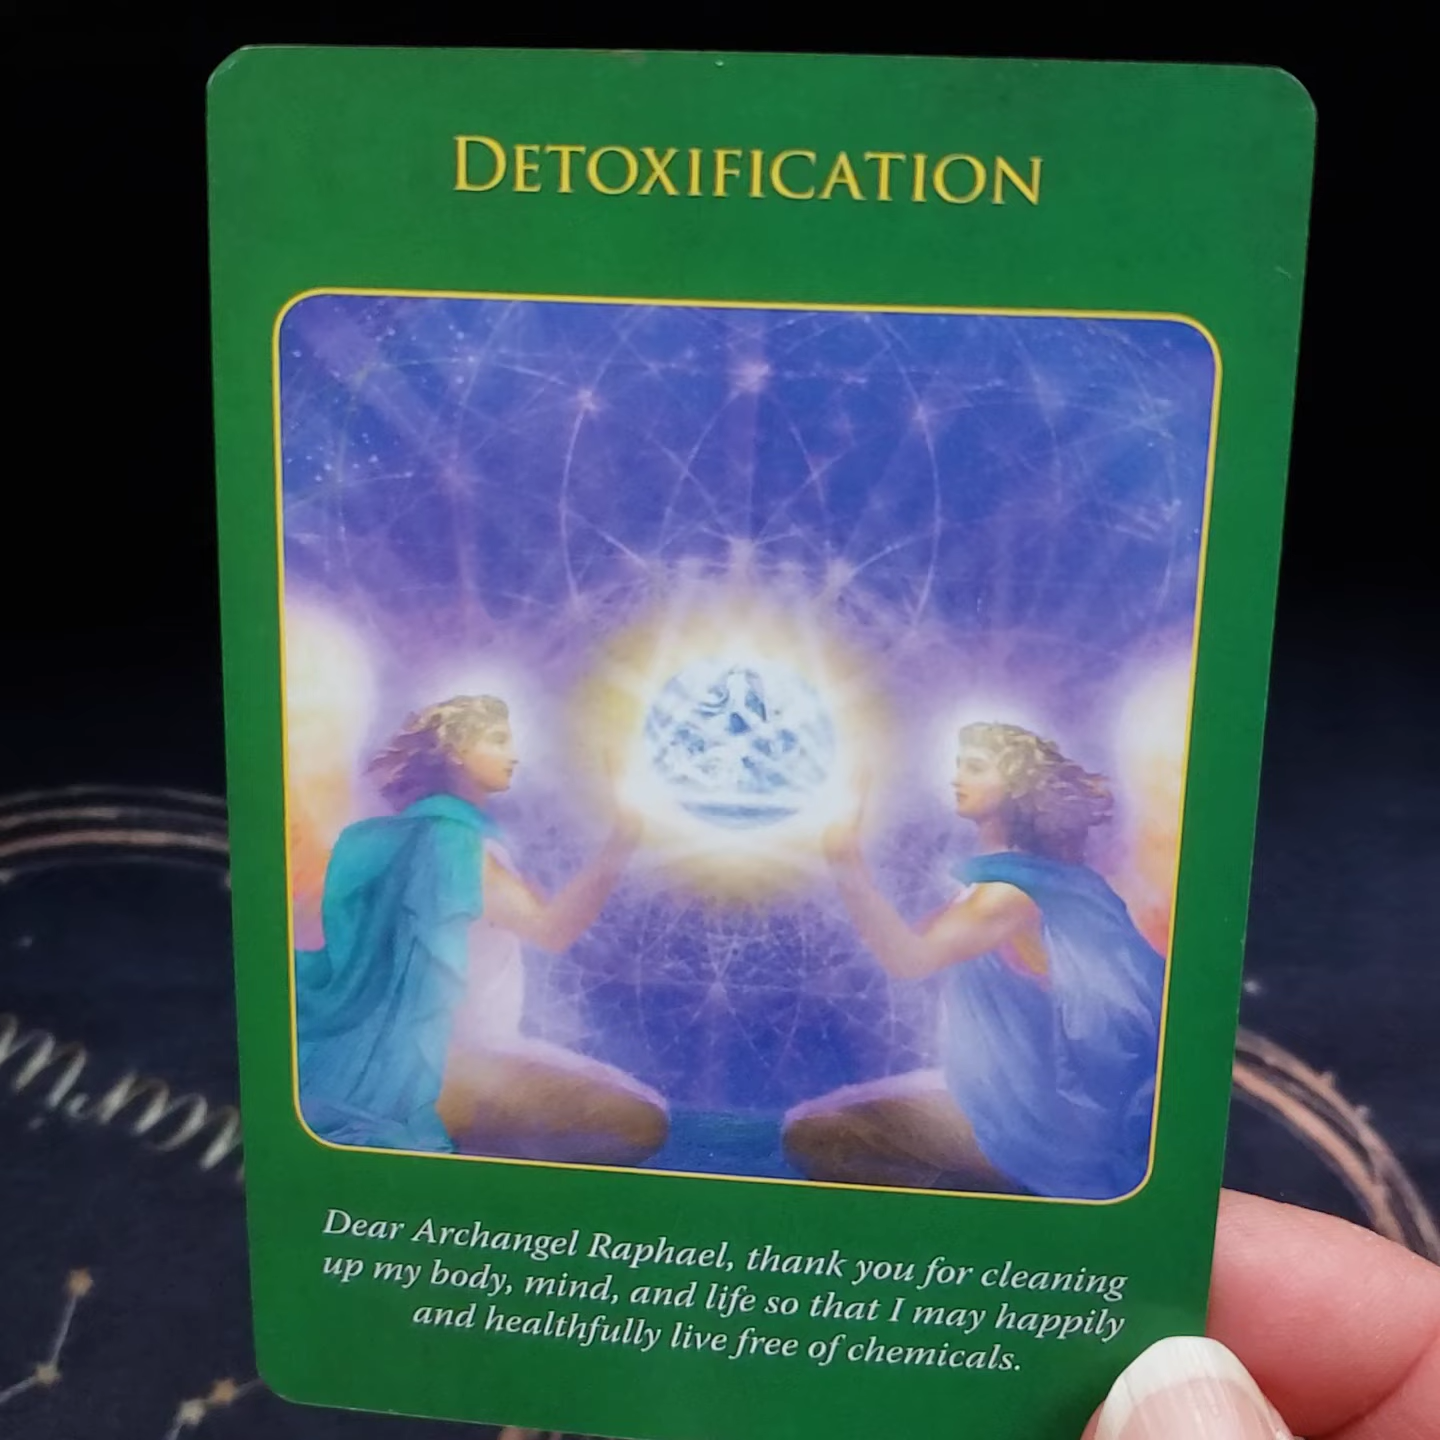 DETOXIFICATION
Dear Archangel Raphael, thank you for cleaning
up my body, mind, and life so that I may happily
and healthfully live free of chemicals.